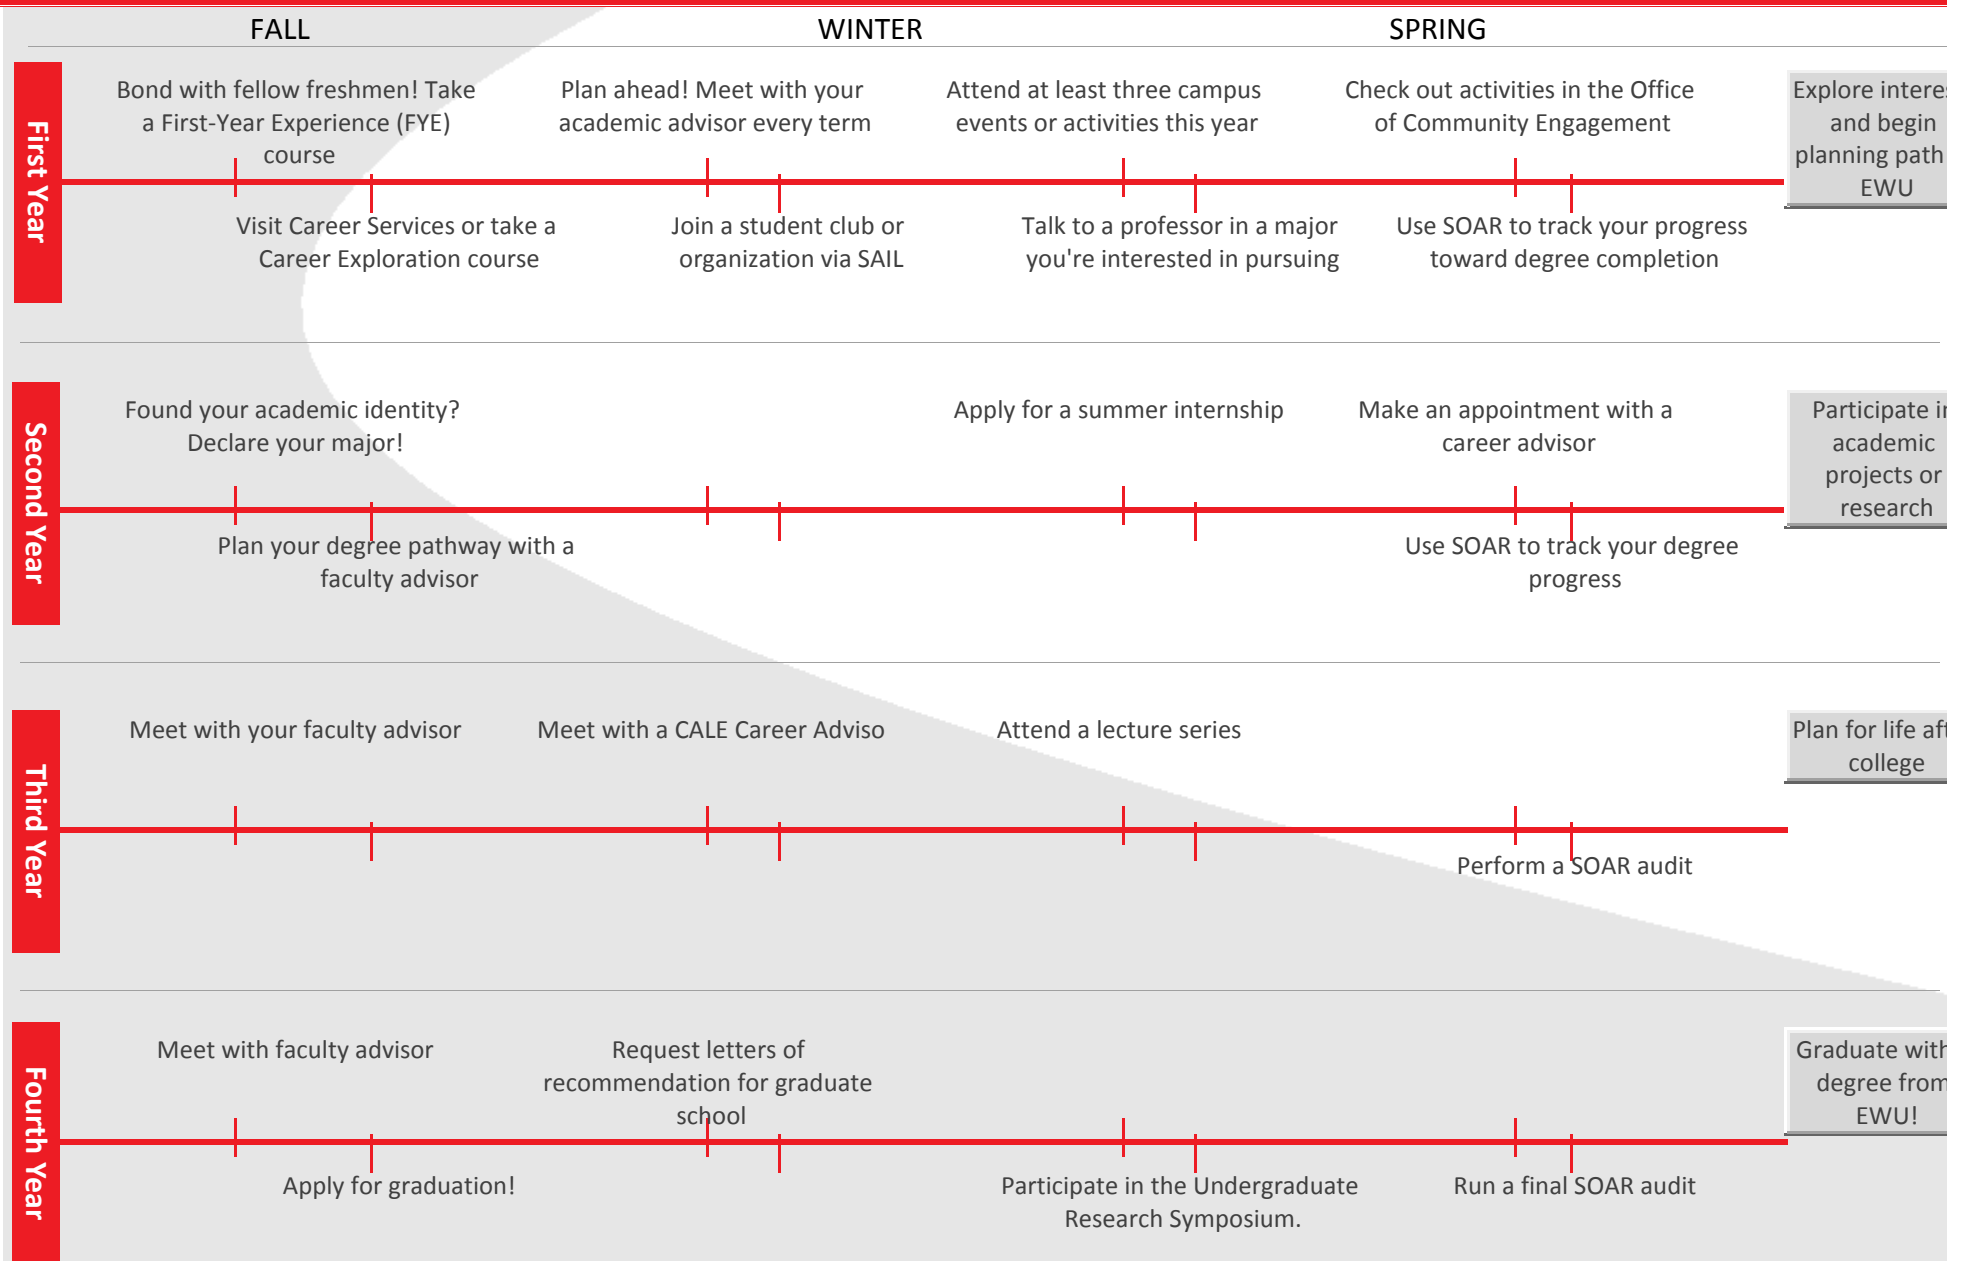 FALL WINTER SPRING
First Year
Bond with fellow freshmen! Take
a First-Year Experience (FYE)
course
Plan ahead! Meet with your
academic advisor every term
Attend at least three campus
events or activities this year
Check out activities in the Office
of Community Engagement
Explore interes
and begin
planning path
EWU
Visit Career Services or take a
Career Exploration course
Join a student club or
organization via SAIL
Talk to a professor in a major
you're interested in pursuing
Use SOAR to track your progress
toward degree completion
Second Year
Found your academic identity?
Declare your major!
Apply for a summer internship
Make an appointment with a
career advisor
Participate in
academic
projects or
research
Plan your degree pathway with a
faculty advisor
Use SOAR to track your degree
progress
Third Year
Meet with your faculty advisor
Meet with a CALE Career Adviso
Attend a lecture series
Plan for life aft
college
Perform a SOAR audit
Fourth Year
Meet with faculty advisor
Request letters of
recommendation for graduate
school
Graduate with
degree from
EWU!
Apply for graduation!
Participate in the Undergraduate
Research Symposium.
Run a final SOAR audit